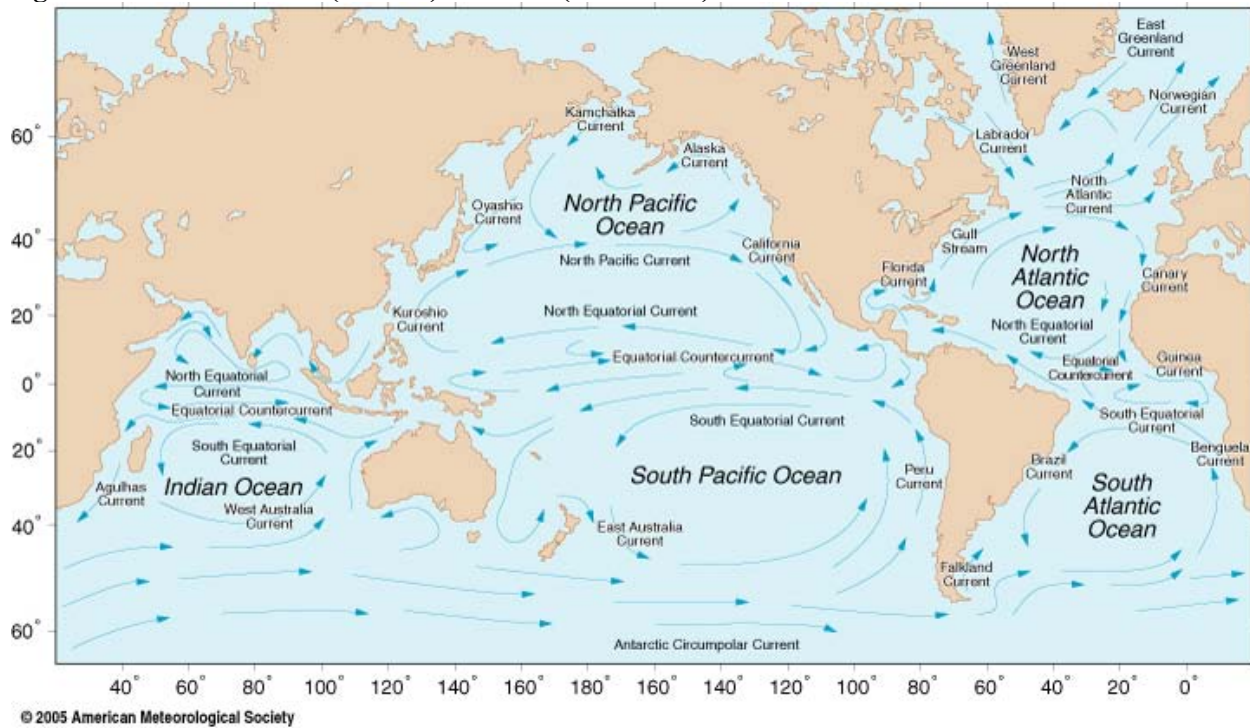 East
Greenland
Current
West
Greenland
Current
Norwegian
Current
Kamchatka
Current
60°
Labrador
Current
Alaska
Current
North
Atlantic
Current
Oyashio
Current
North Pacific
Ocean
40°
Gulf
Stream
California
Current
North Pacific Current
North
Atlantic
Ocean
Florida
Current
Canary
Current
20°
Kuroshio
Current
North Equatorial Current
North Equatorial
Current
Equatorial Countercurrent
Equatorial
Countercurrent
Guinea
Current
0°
North Equatorial
Current
Equatorial Countercurrent
South Equatorial Current
South Equatorial
Current
20°
South Equatorial
Current
Benguela
Current
Brazil
Current
South Pacific Ocean
Peru
Current
Indian Ocean
Agulhas
Current
West Australia
Current
South
Atlantic
Ocean
40°
East Australia
Current
Falkland
Current
60°
Antarctic Circumpolar Current
40° 60° 80° 100° 120° 140° 160° 180° 160° 140° 120° 100° 80° 60° 40° 20° 0°
© 2005 American Meteorological Society